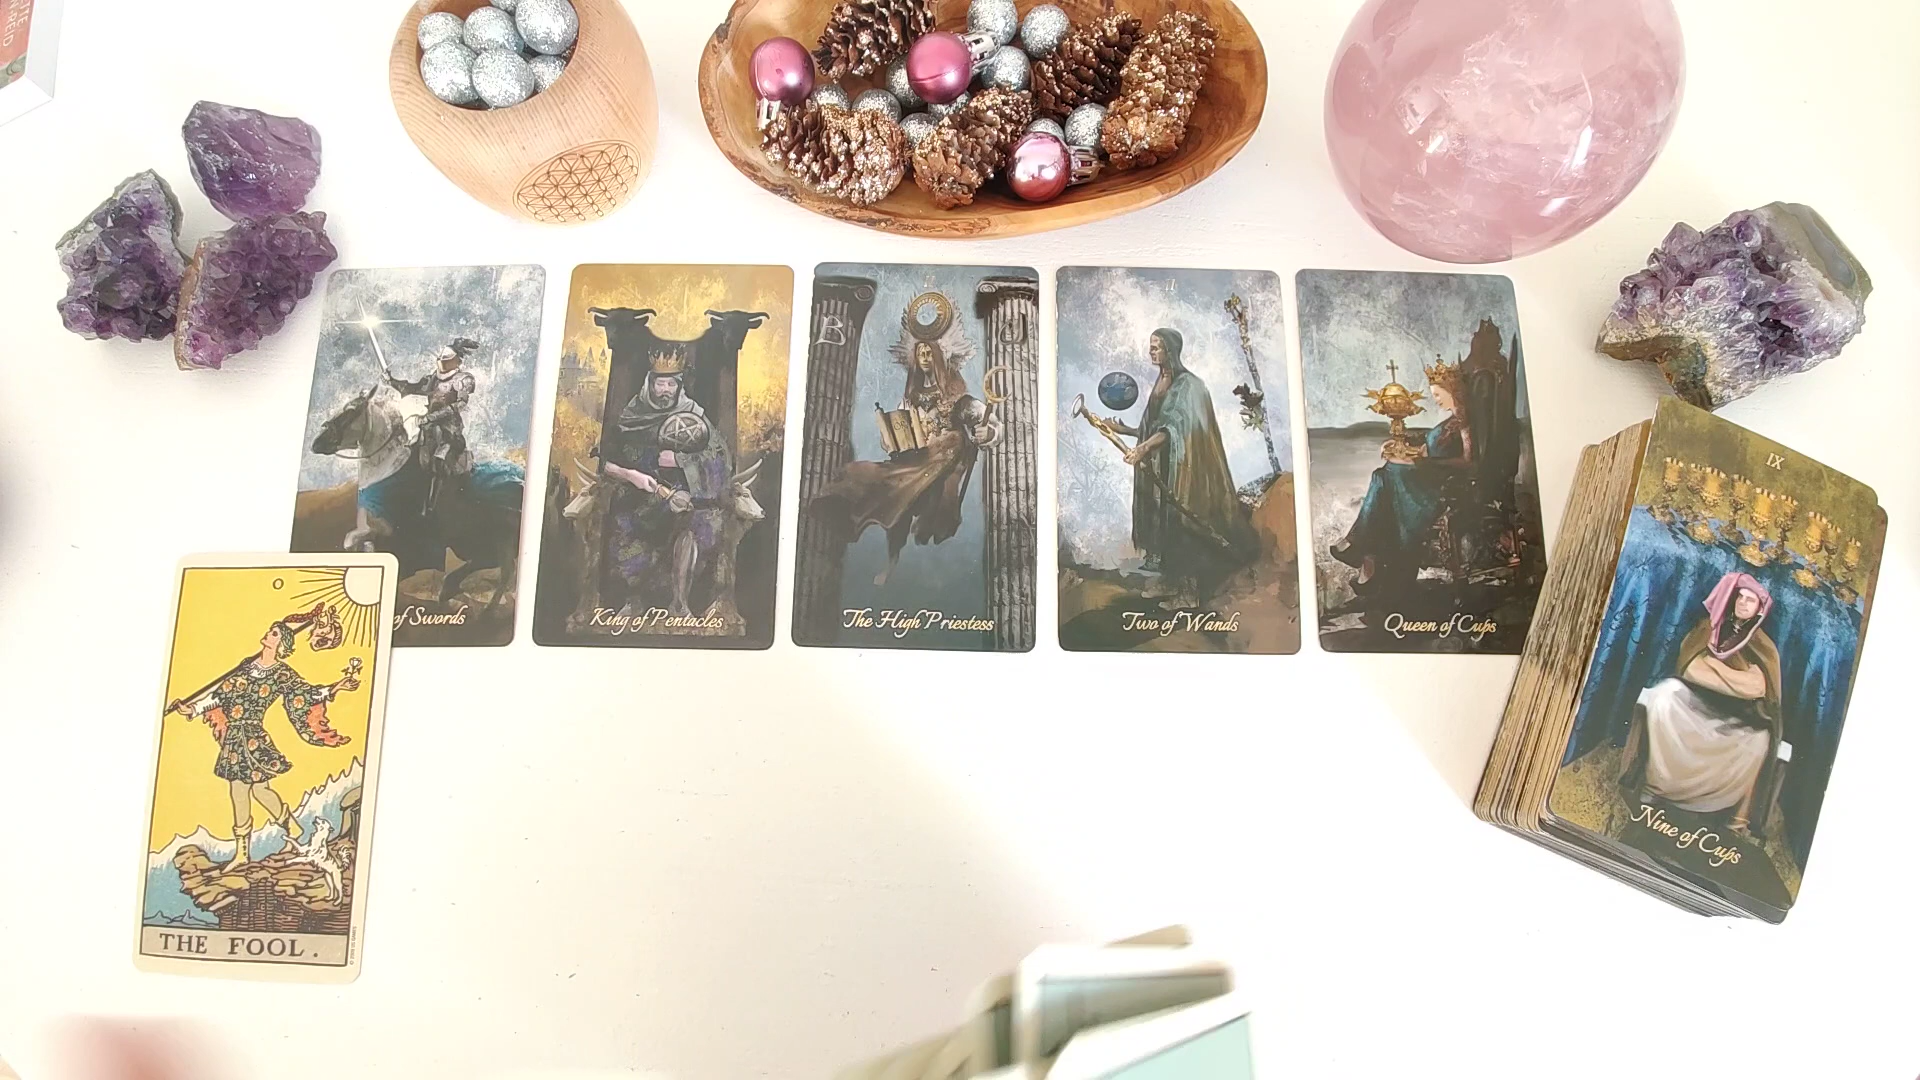 B
J
II
of Swords
King of Pentacles
The High Priestess
Two of Wands
Queen of Cups
IX
Nine of Cups
0
THE FOOL.